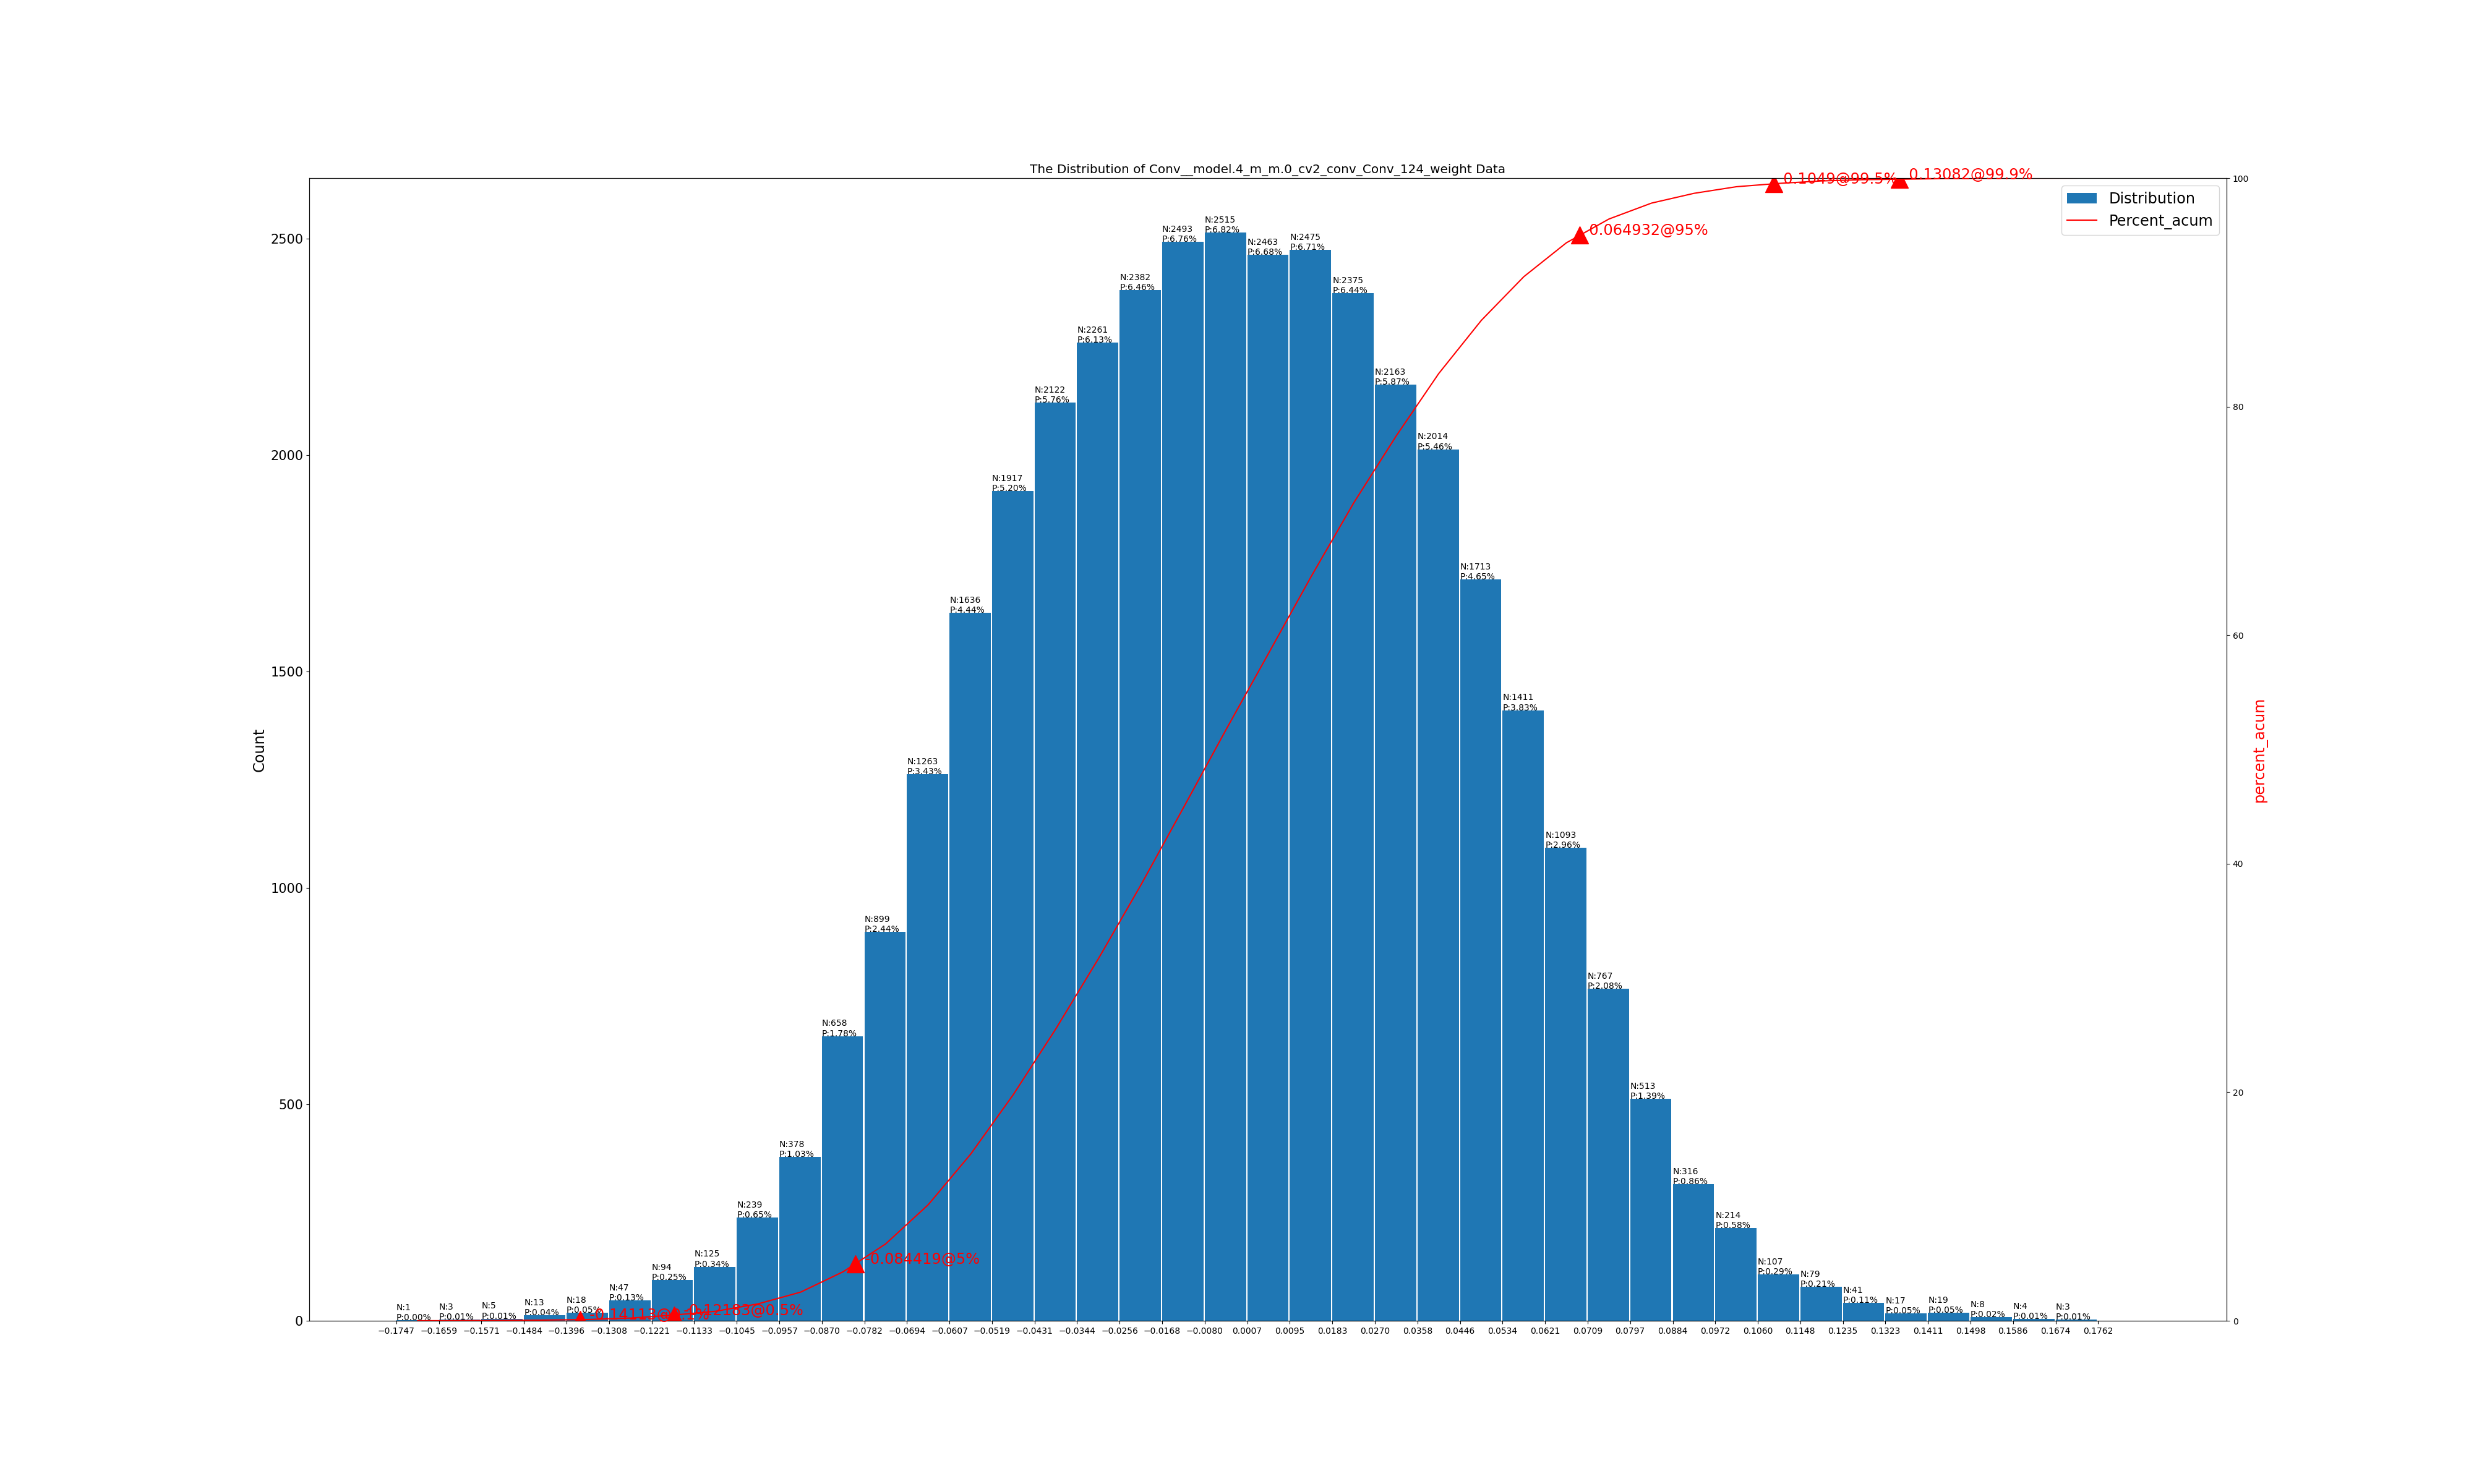 The Distribution of Conv__model.4_m_m.0_cv2_conv_Conv_124_weight Data
Distribution
Percent_acum
Count
percent_acum
0
500
1000
1500
2000
2500
0
20
40
60
80
100
N:1
P:0.00%
N:3
P:0.01%
N:5
P:0.01%
N:13
P:0.04%
N:18
P:0.05%
N:47
P:0.13%
N:94
P:0.25%
N:125
P:0.34%
N:239
P:0.65%
N:378
P:1.03%
N:658
P:1.78%
N:899
P:2.44%
N:1263
P:3.43%
N:1636
P:4.44%
N:1917
P:5.20%
N:2122
P:5.76%
N:2261
P:6.13%
N:2382
P:6.46%
N:2493
P:6.76%
N:2515
P:6.82%
N:2463
P:6.68%
N:2475
P:6.71%
N:2375
P:6.44%
N:2163
P:5.87%
N:2014
P:5.46%
N:1713
P:4.65%
N:1411
P:3.83%
N:1093
P:2.96%
N:767
P:2.08%
N:513
P:1.39%
N:316
P:0.86%
N:214
P:0.58%
N:107
P:0.29%
N:79
P:0.21%
N:41
P:0.11%
N:17
P:0.05%
N:19
P:0.05%
N:8
P:0.02%
N:4
P:0.01%
N:3
P:0.01%
-0.084419@5%
0.064932@95%
0.1049@99.5%
0.13082@99.9%
−0.1747 −0.1659 −0.1571 −0.1484 −0.1396 −0.1308 −0.1221 −0.1133 −0.1045 −0.0957 −0.0870 −0.0782 −0.0694 −0.0607 −0.0519 −0.0431 −0.0344 −0.0256 −0.0168 −0.0080 0.0007 0.0095 0.0183 0.0270 0.0358 0.0446 0.0534 0.0621 0.0709 0.0797 0.0884 0.0972 0.1060 0.1148 0.1235 0.1323 0.1411 0.1498 0.1586 0.1674 0.1762